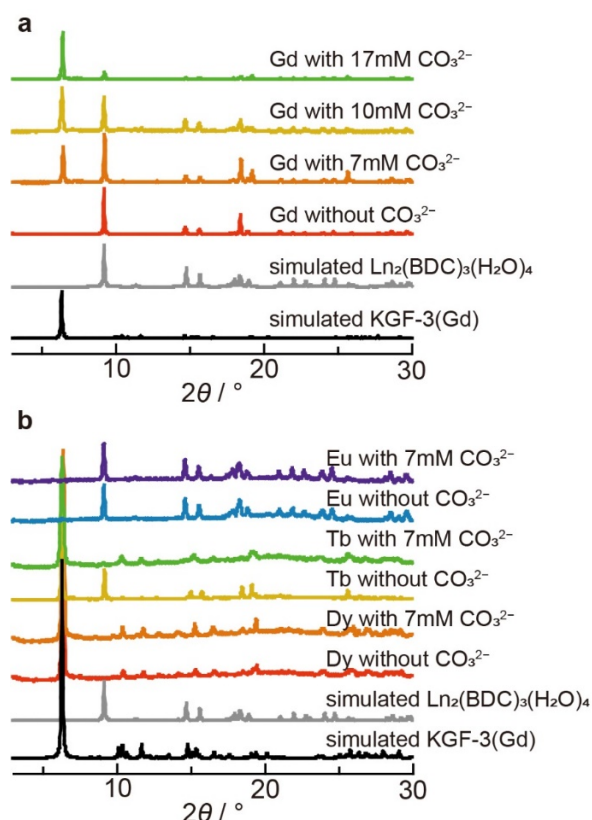 a
Gd with 17mM CO₃²⁻
Gd with 10mM CO₃²⁻
Gd with 7mM CO₃²⁻
Gd without CO₃²⁻
simulated Ln₂(BDC)₃(H₂O)₄
simulated KGF-3(Gd)
10 20 30
2θ / °
b
Eu with 7mM CO₃²⁻
Eu without CO₃²⁻
Tb with 7mM CO₃²⁻
Tb without CO₃²⁻
Dy with 7mM CO₃²⁻
Dy without CO₃²⁻
simulated Ln₂(BDC)₃(H₂O)₄
simulated KGF-3(Gd)
10 20 30
2θ / °